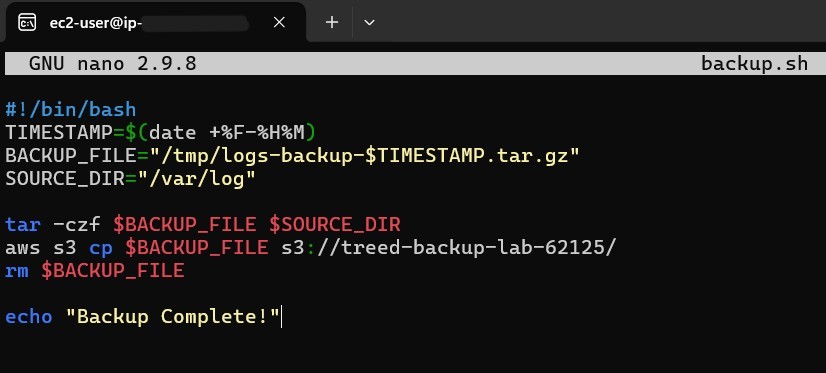 ec2-user@ip-
GNU nano 2.9.8 backup.sh
#!/bin/bash
TIMESTAMP=$(date +%F-%H%M)
BACKUP_FILE="/tmp/logs-backup-$TIMESTAMP.tar.gz"
SOURCE_DIR="/var/log"
tar -czf $BACKUP_FILE $SOURCE_DIR
aws s3 cp $BACKUP_FILE s3://treed-backup-lab-62125/
rm $BACKUP_FILE
echo "Backup Complete!"